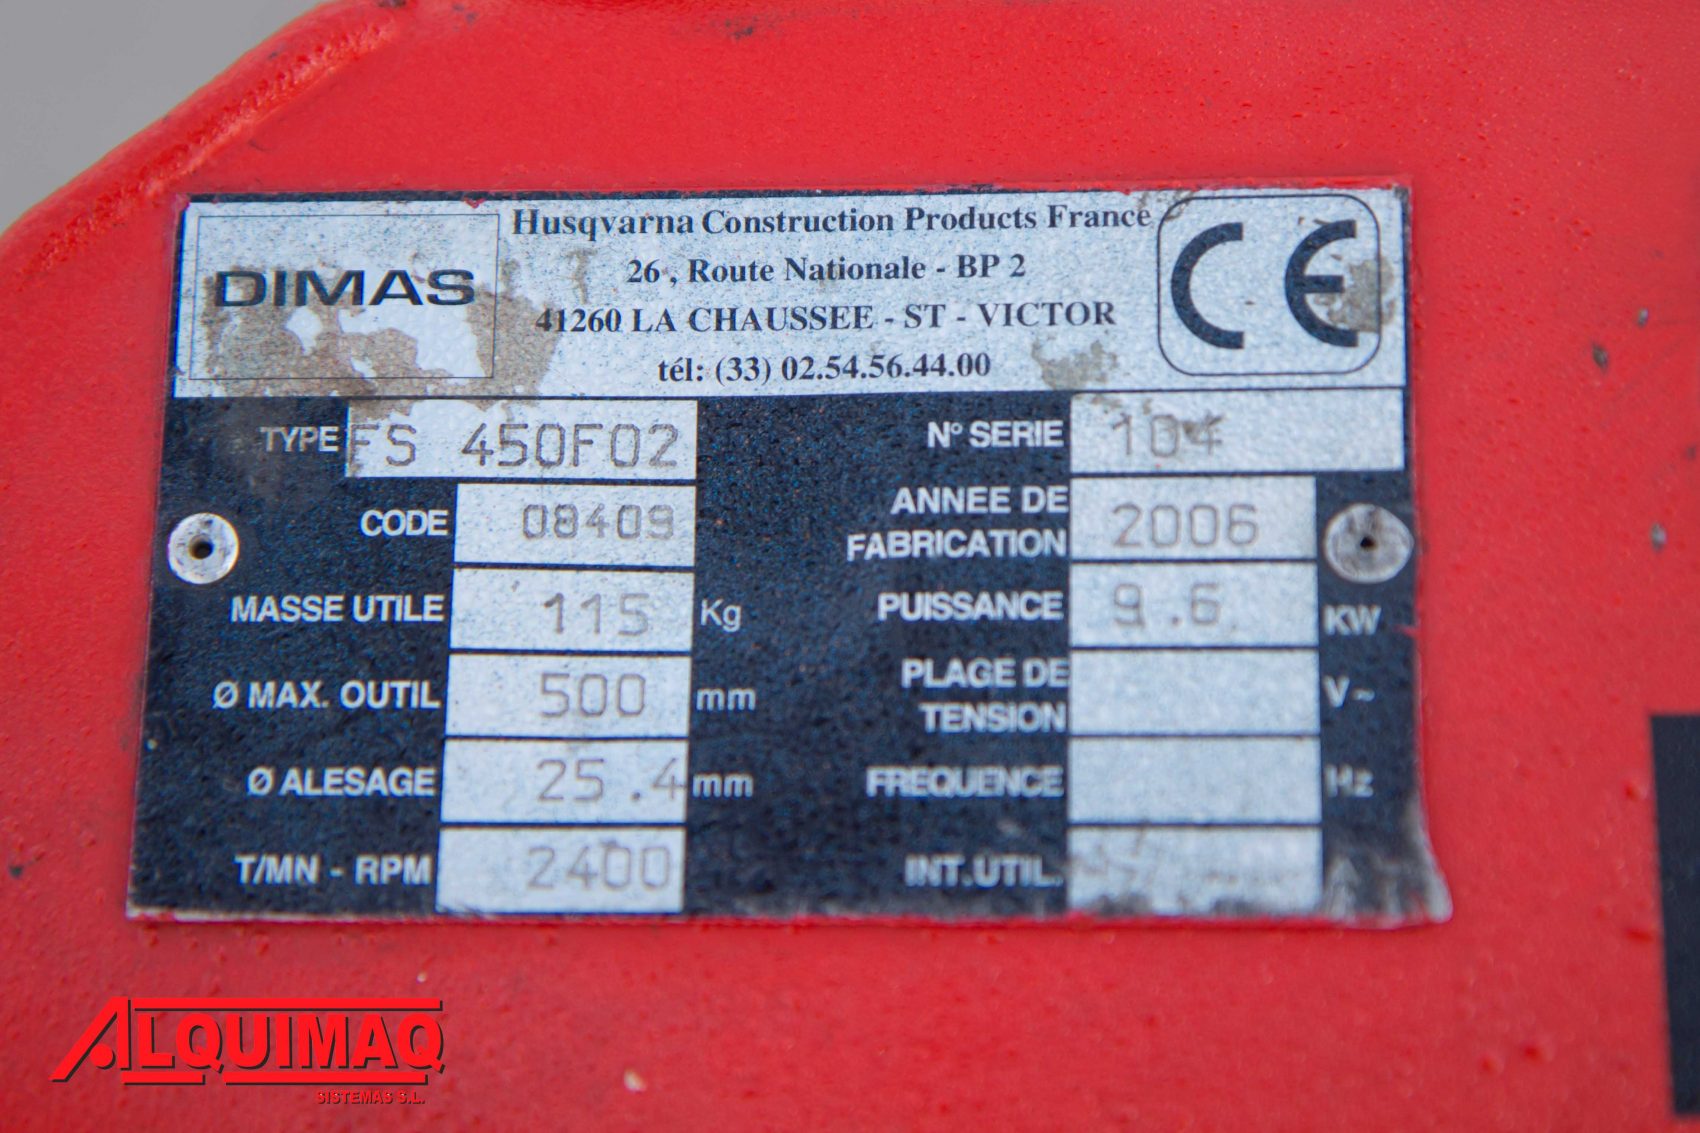 DIMAS
Husqvarna Construction Products France
26 , Route Nationale - BP 2
41260 LA CHAUSSEE - ST - VICTOR
tél: (33) 02.54.56.44.00
CE
TYPE FS 450F02
CODE 08409
MASSE UTILE 115 Kg
Ø MAX. OUTIL 500 mm
Ø ALESAGE 25.4 mm
T/MN - RPM 2400
N° SERIE 104
ANNEE DE
FABRICATION 2006
PUISSANCE 9.6 KW
PLAGE DE
TENSION V~
FREQUENCE Hz
INT.UTIL. A
ALQUIMAQ
SISTEMAS S.L.